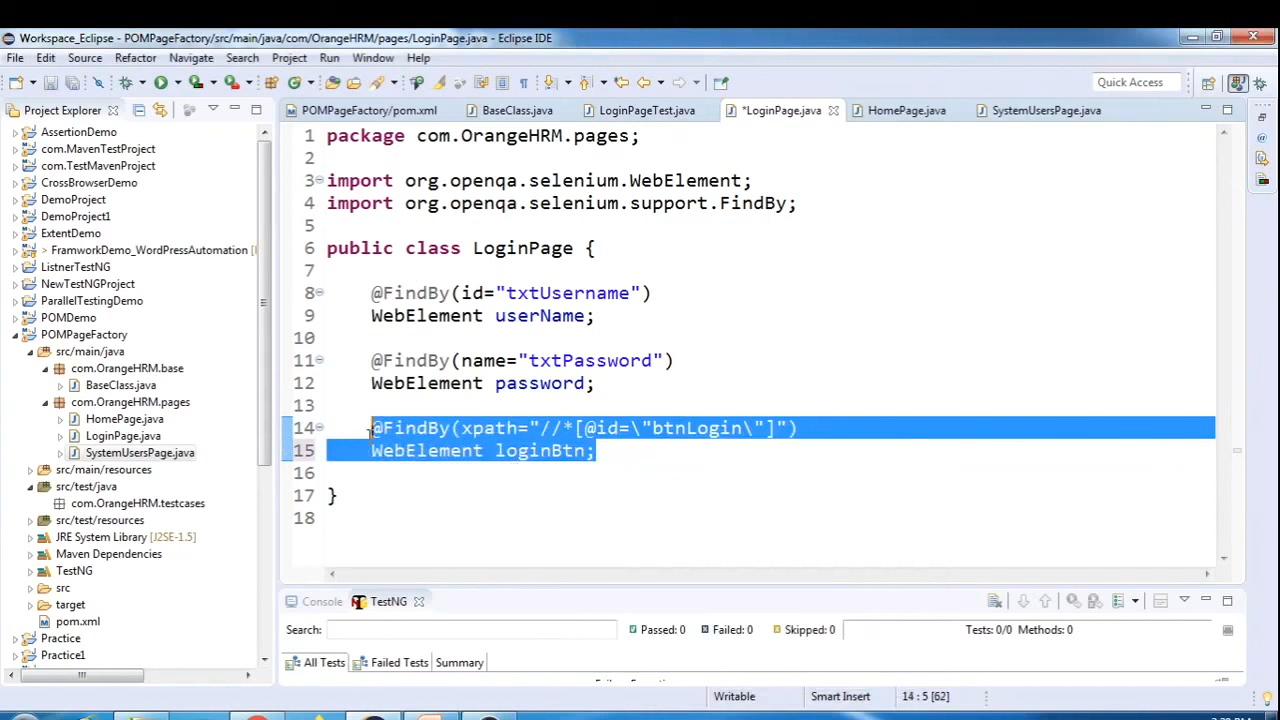 Workspace_Eclipse - POMPageFactory/src/main/java/com/OrangeHRM/pages/LoginPage.java - Eclipse IDE
File Edit Source Refactor Navigate Search Project Run Window Help
Quick Access
Project Explorer
POMPageFactory/pom.xml BaseClass.java LoginPageTest.java *LoginPage.java HomePage.java SystemUsersPage.java
AssertionDemo
com.MavenTestProject
com.TestMavenProject
CrossBrowserDemo
DemoProject
DemoProject1
ExtentDemo
> FramworkDemo_WordPressAutomation [
ListnerTestNG
NewTestNGProject
ParallelTestingDemo
POMDemo
POMPageFactory
src/main/java
com.OrangeHRM.base
BaseClass.java
com.OrangeHRM.pages
HomePage.java
LoginPage.java
SystemUsersPage.java
src/main/resources
src/test/java
com.OrangeHRM.testcases
src/test/resources
JRE System Library [J2SE-1.5]
Maven Dependencies
TestNG
src
target
pom.xml
Practice
Practice1
1 package com.OrangeHRM.pages;
2
3 import org.openqa.selenium.WebElement;
4 import org.openqa.selenium.support.FindBy;
5
6 public class LoginPage {
7
8 @FindBy(id="txtUsername")
9 WebElement userName;
10
11 @FindBy(name="txtPassword")
12 WebElement password;
13
14 @FindBy(xpath="//*[@id=\"btnLogin\"]")
15 WebElement loginBtn;
16
17 }
18
Console TestNG
Search: Passed: 0 Failed: 0 Skipped: 0 Tests: 0/0 Methods: 0
All Tests Failed Tests Summary
Writable Smart Insert 14 : 5 [62]